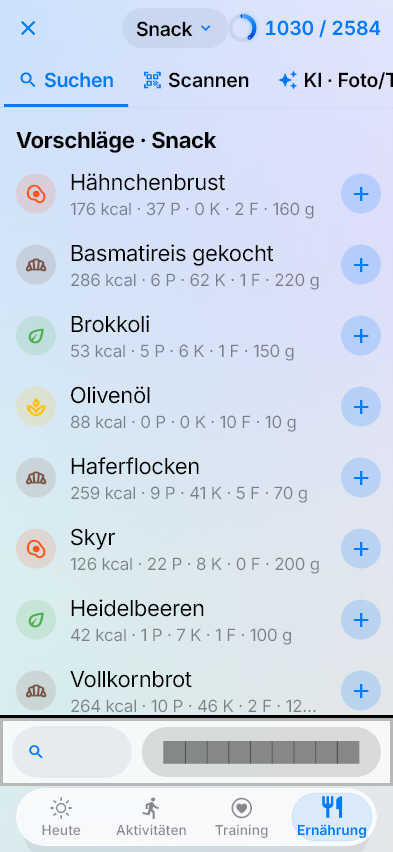 Snack
1030 / 2584
Suchen
Scannen
KI · Foto/T
Vorschläge · Snack
Hähnchenbrust
176 kcal · 37 P · 0 K · 2 F · 160 g
Basmatireis gekocht
286 kcal · 6 P · 62 K · 1 F · 220 g
Brokkoli
53 kcal · 5 P · 6 K · 1 F · 150 g
Olivenöl
88 kcal · 0 P · 0 K · 10 F · 10 g
Haferflocken
259 kcal · 9 P · 41 K · 5 F · 70 g
Skyr
126 kcal · 22 P · 8 K · 0 F · 200 g
Heidelbeeren
42 kcal · 1 P · 7 K · 1 F · 100 g
Vollkornbrot
264 kcal · 10 P · 46 K · 2 F · 12...
Heute
Aktivitäten
Training
Ernährung